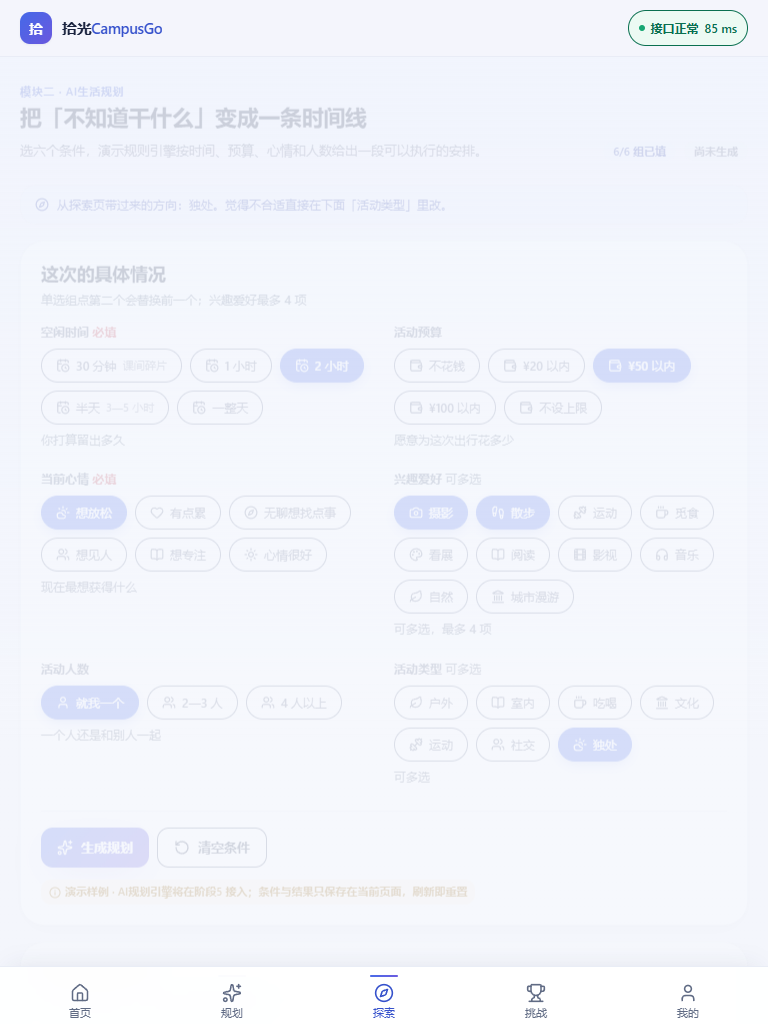 拾 拾光CampusGo 接口正常 85 ms
模块二 · AI生活规划
把「不知道干什么」变成一条时间线
选六个条件，演示规则引擎按时间、预算、心情和人数给出一段可以执行的安排。 6/6 组已填 尚未生成
从探索页带过来的方向：独处。觉得不合适直接在下面「活动类型」里改。
这次的具体情况
单选组点第二个会替换前一个；兴趣爱好最多 4 项
空闲时间 必填
30 分钟 课间碎片 1 小时 2 小时
半天 3—5 小时 一整天
你打算留出多久
活动预算
不花钱 ¥20 以内 ¥50 以内
¥100 以内 不设上限
愿意为这次出行花多少
当前心情 必填
想放松 有点累 无聊想找点事
想见人 想专注 心情很好
现在最想获得什么
兴趣爱好 可多选
摄影 散步 运动 觅食
看展 阅读 影视 音乐
自然 城市漫游
可多选，最多 4 项
活动人数
就我一个 2—3 人 4 人以上
一个人还是和别人一起
活动类型 可多选
户外 室内 吃喝 文化
运动 社交 独处
可多选
生成规划 清空条件
演示样例 · AI规划引擎将在阶段5 接入；条件与结果只保存在当前页面，刷新即重置
首页 规划 探索 挑战 我的